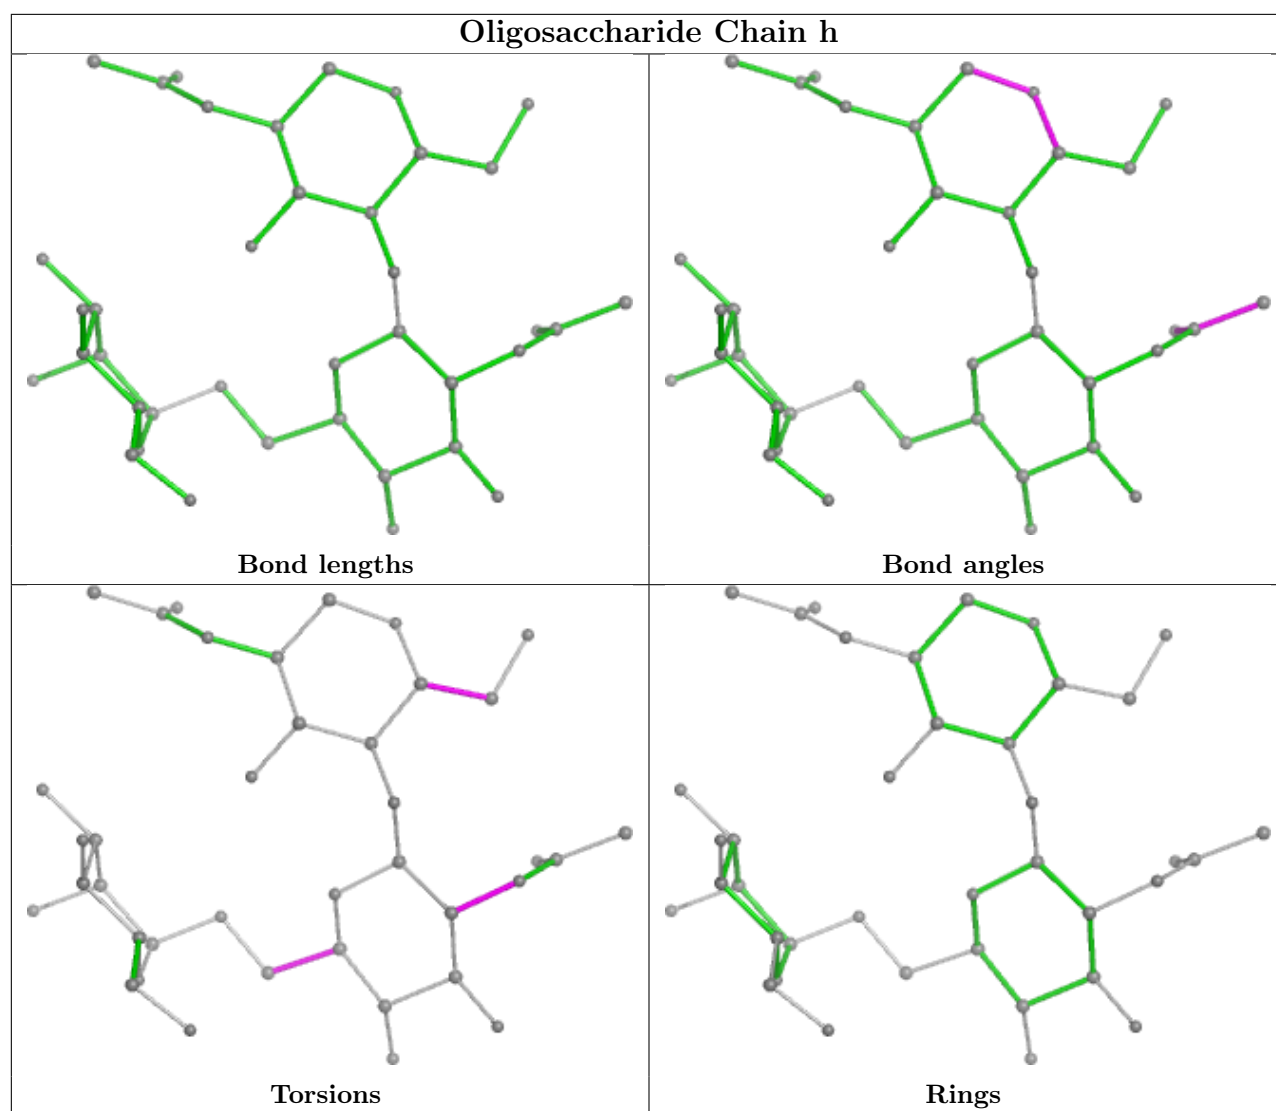 Oligosaccharide Chain h
Bond lengths
Bond angles
Torsions
Rings